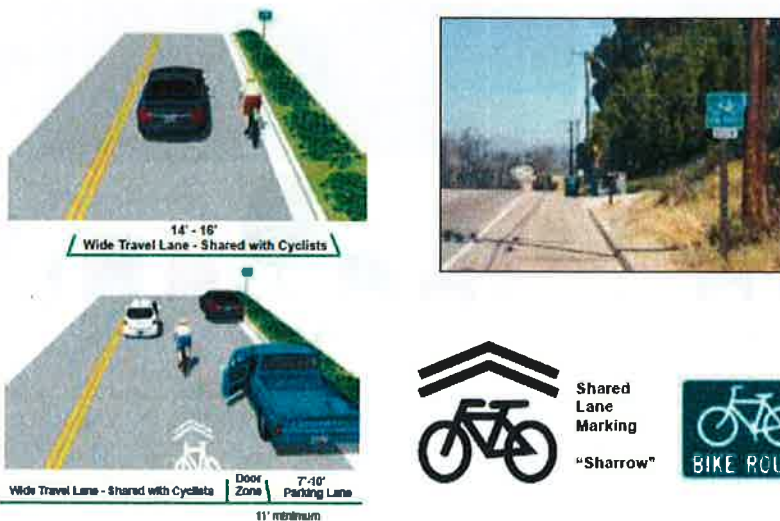 14' - 16'
Wide Travel Lane - Shared with Cyclists
Wide Travel Lane - Shared with Cyclists
Door
Zone
7'-10'
Parking Lane
11' minimum
Shared
Lane
Marking
"Sharrow"
BIKE ROU